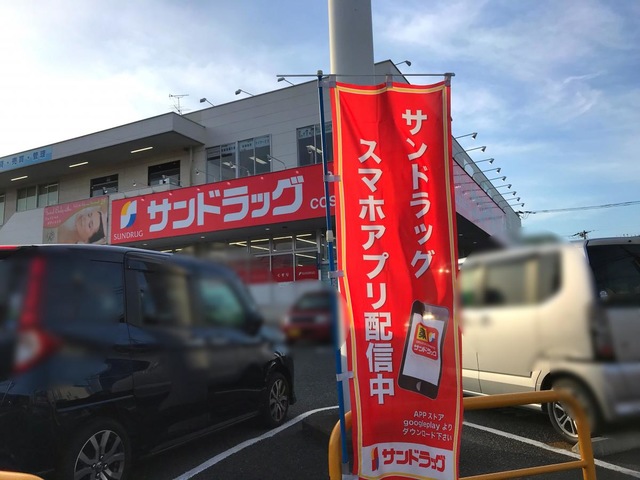 SUNDRUG
サンドラッグ
COS
サンドラッグ
スマホアプリ配信中
サンドラッグ
APPストア
googleplayより
ダウンロード下さい
サンドラッグ